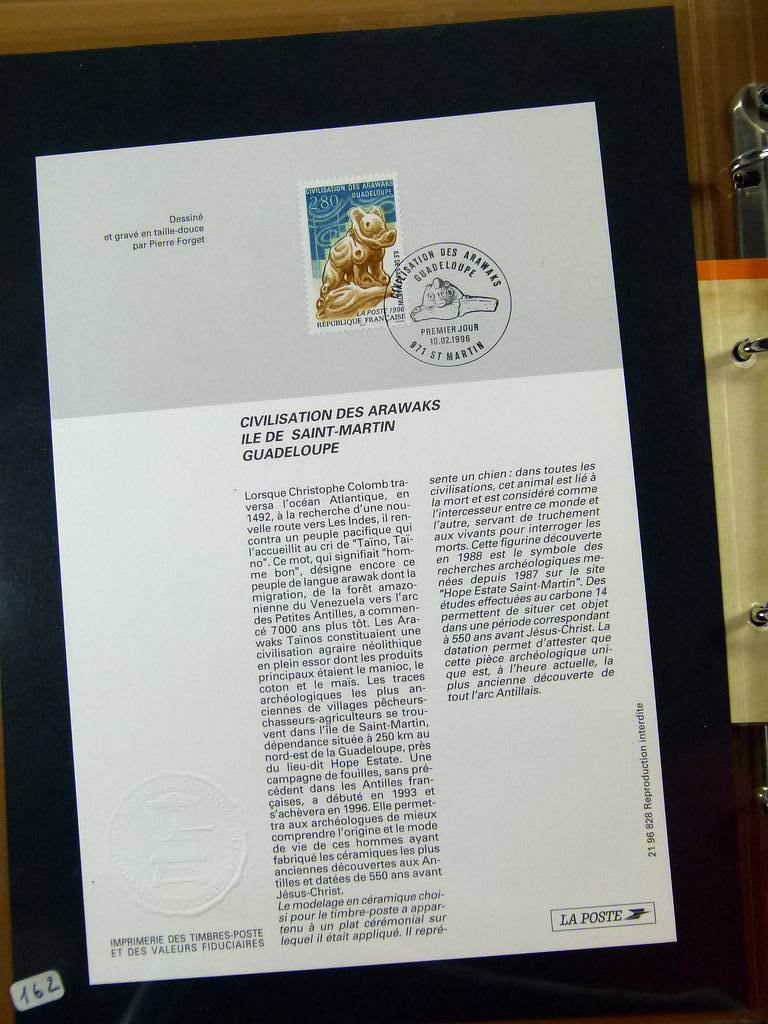 Dessiné
et gravé en taille-douce
par Pierre Forget
CIVILISATION DES ARAWAKS
GUADELOUPE
2,80
ILE DE SAINT-MARTIN
LA POSTE 1996
RÉPUBLIQUE FRANÇAISE
CIVILISATION DES ARAWAKS
GUADELOUPE
PREMIER JOUR
10.02.1996
971 ST MARTIN
CIVILISATION DES ARAWAKS
ILE DE SAINT-MARTIN
GUADELOUPE
Lorsque Christophe Colomb tra-
versa l'océan Atlantique, en
1492, à la recherche d'une nou-
velle route vers Les Indes, il ren-
contra un peuple pacifique qui
l'accueillit au cri de "Taïno, Taï-
no". Ce mot, qui signifiait "hom-
me bon", désigne encore ce
peuple de langue arawak dont la
migration, de la forêt amazo-
nienne du Venezuela vers l'arc
des Petites Antilles, a commen-
cé 7 000 ans plus tôt. Les Ara-
waks Taïnos constituaient une
civilisation agraire néolithique
en plein essor dont les produits
principaux étaient le manioc, le
coton et le maïs. Les traces
archéologiques les plus an-
ciennes de villages pêcheurs-
chasseurs-agriculteurs se trou-
vent dans l'île de Saint-Martin,
dépendance située à 250 km au
nord-est de la Guadeloupe, près
du lieu-dit Hope Estate. Une
campagne de fouilles, sans pré-
cédent dans les Antilles fran-
çaises, a débuté en 1993 et
s'achèvera en 1996. Elle permet-
tra aux archéologues de mieux
comprendre l'origine et le mode
de vie de ces hommes ayant
fabriqué les céramiques les plus
anciennes découvertes aux An-
tilles et datées de 550 ans avant
Jésus-Christ.
Le modelage en céramique choi-
si pour le timbre-poste a appar-
tenu à un plat cérémonial sur
lequel il était appliqué. Il repré-
sente un chien : dans toutes les
civilisations, cet animal est lié à
la mort et est considéré comme
l'intercesseur entre ce monde et
l'autre, servant de truchement
aux vivants pour interroger les
morts. Cette figurine découverte
en 1988 est le symbole des
recherches archéologiques me-
nées depuis 1987 sur le site
"Hope Estate Saint-Martin". Des
études effectuées au carbone 14
permettent de situer cet objet
dans une période correspondant
à 550 ans avant Jésus-Christ. La
datation permet d'attester que
cette pièce archéologique uni-
que est, à l'heure actuelle, la
plus ancienne découverte de
tout l'arc Antillais.
21 96 828 Reproduction interdite
IMPRIMERIE DES TIMBRES-POSTE
ET DES VALEURS FIDUCIAIRES
LA POSTE
162